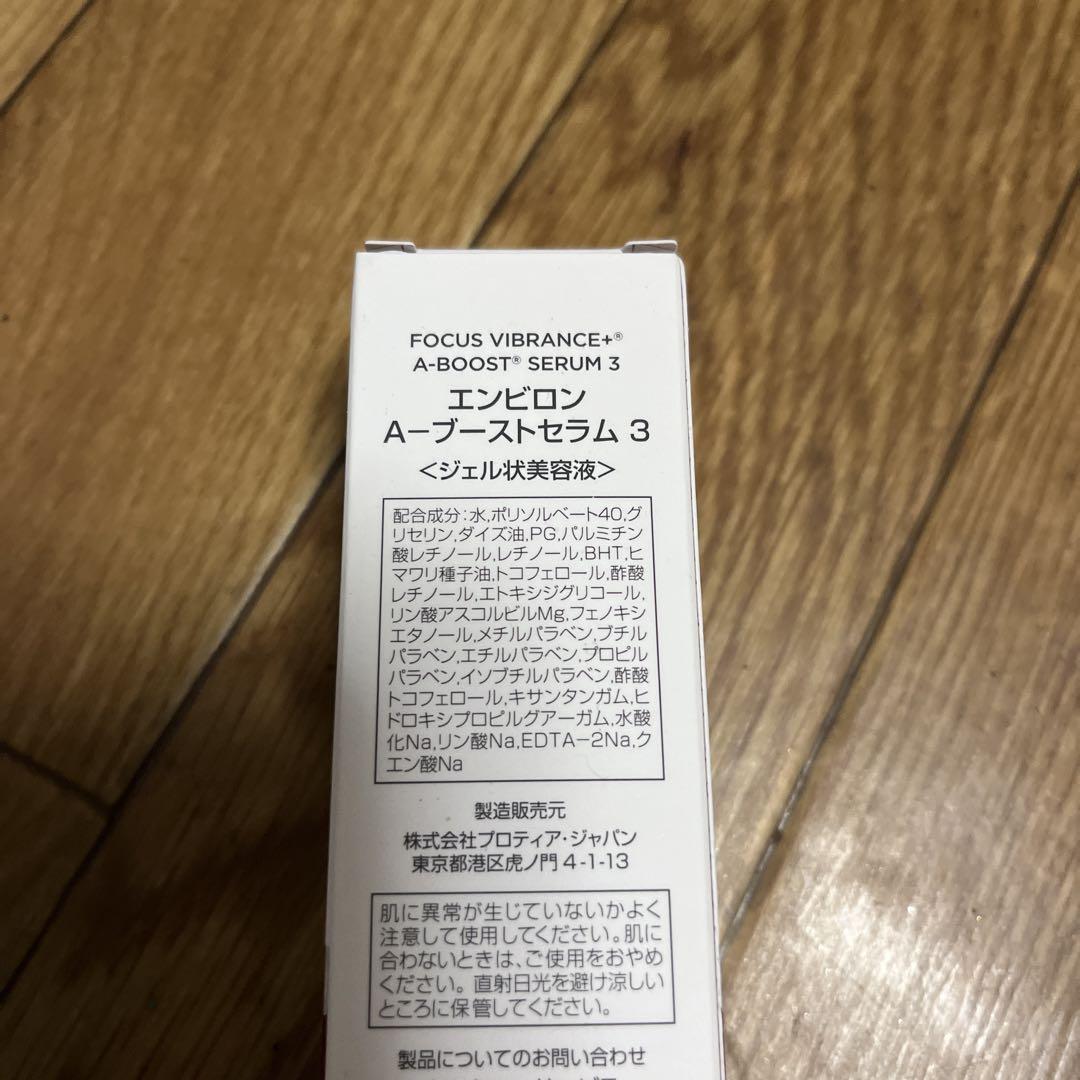 FOCUS VIBRANCE+®
A-BOOST® SERUM 3
エンビロン
A−ブーストセラム 3
<ジェル状美容液>
配合成分:水,ポリソルベート40,グ
リセリン,ダイズ油,PG,パルミチン
酸レチノール,レチノール,BHT,ヒ
マワリ種子油,トコフェロール,酢酸
レチノール,エトキシジグリコール,
リン酸アスコルビルMg,フェノキシ
エタノール,メチルパラベン,ブチル
パラベン,エチルパラベン,プロピル
パラベン,イソブチルパラベン,酢酸
トコフェロール,キサンタンガム,ヒ
ドロキシプロピルグアーガム,水酸
化Na,リン酸Na,EDTA−2Na,ク
エン酸Na
製造販売元
株式会社プロティア・ジャパン
東京都港区虎ノ門 4-1-13
肌に異常が生じていないかよく
注意して使用してください。肌に
合わないときは、ご使用をおやめ
ください。直射日光を避け涼しい
ところに保管してください。
製品についてのお問い合わせ